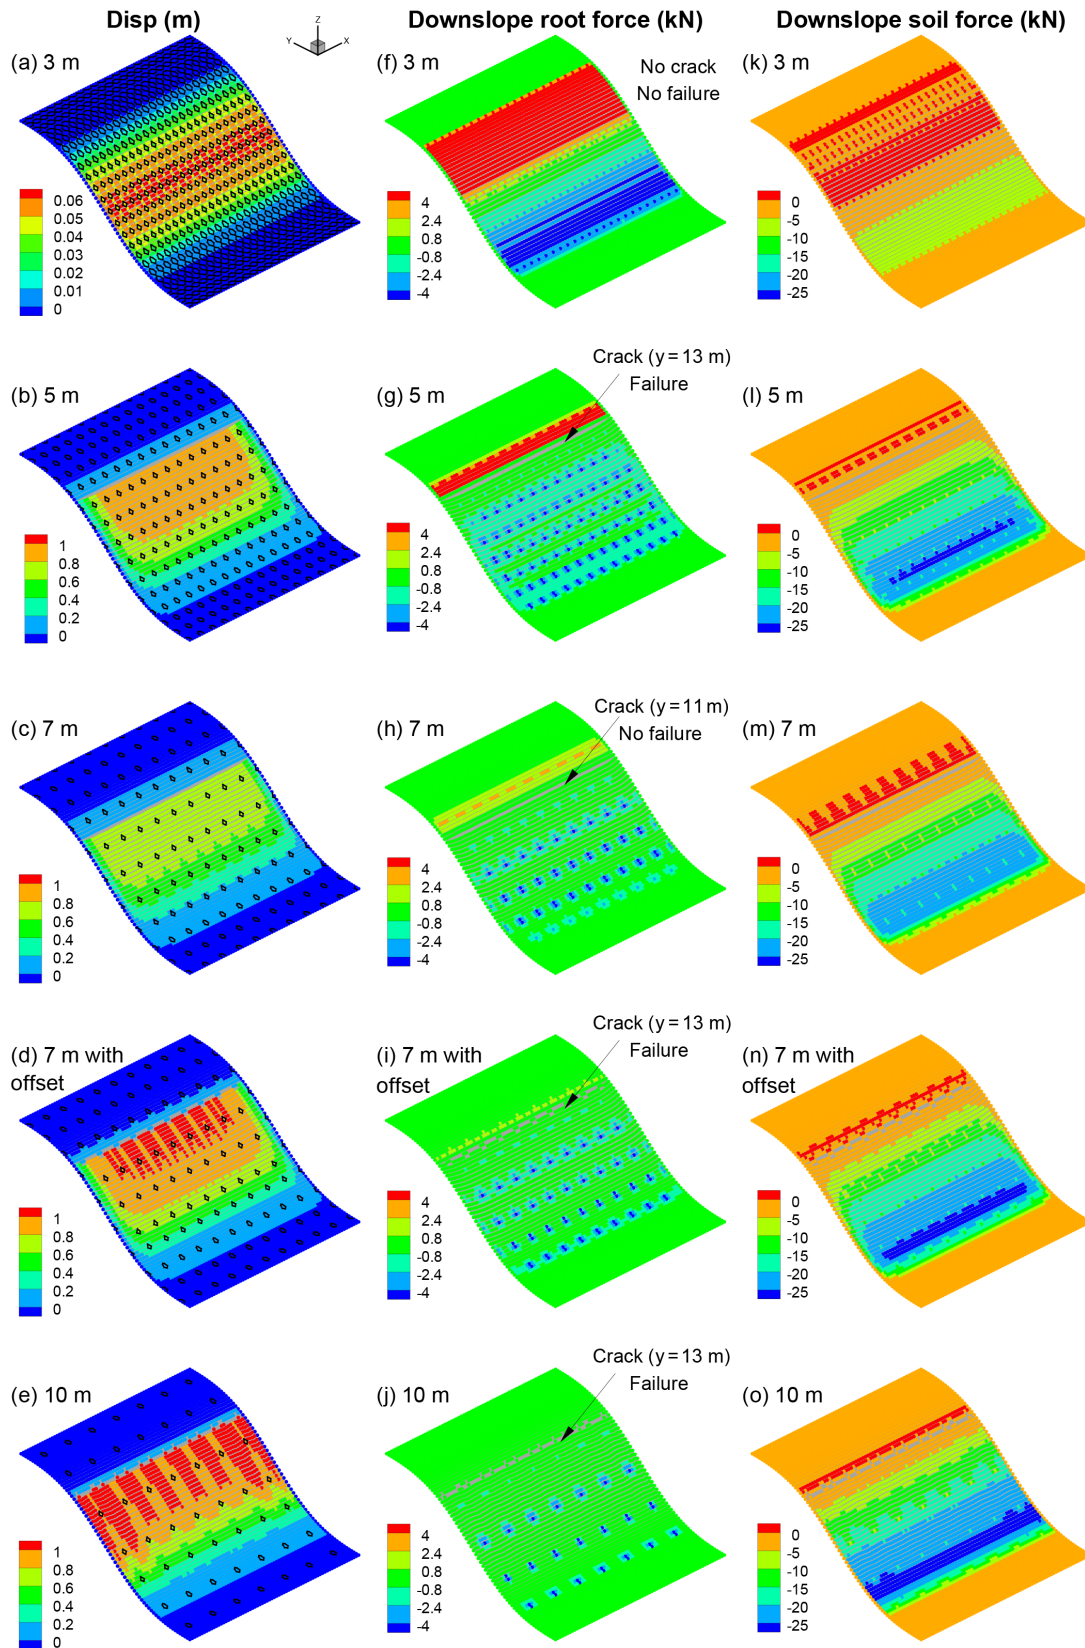 Disp (m)
Downslope root force (kN)
Downslope soil force (kN)
Z
Y
X
(a) 3 m
0.06
0.05
0.04
0.03
0.02
0.01
0
(f) 3 m
No crack
No failure
4
2.4
0.8
-0.8
-2.4
-4
(k) 3 m
0
-5
-10
-15
-20
-25
(b) 5 m
1
0.8
0.6
0.4
0.2
0
(g) 5 m
Crack (y = 13 m)
Failure
4
2.4
0.8
-0.8
-2.4
-4
(l) 5 m
0
-5
-10
-15
-20
-25
(c) 7 m
1
0.8
0.6
0.4
0.2
0
(h) 7 m
Crack (y = 11 m)
No failure
4
2.4
0.8
-0.8
-2.4
-4
(m) 7 m
0
-5
-10
-15
-20
-25
(d) 7 m with
offset
1
0.8
0.6
0.4
0.2
0
(i) 7 m with
offset
Crack (y = 13 m)
Failure
4
2.4
0.8
-0.8
-2.4
-4
(n) 7 m with
offset
0
-5
-10
-15
-20
-25
(e) 10 m
1
0.8
0.6
0.4
0.2
0
(j) 10 m
Crack (y = 13 m)
Failure
4
2.4
0.8
-0.8
-2.4
-4
(o) 10 m
0
-5
-10
-15
-20
-25